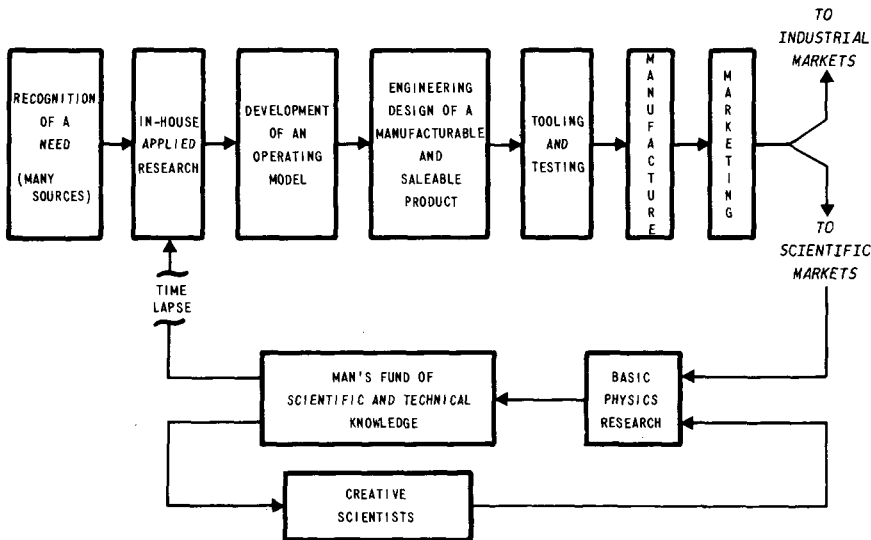 RECOGNITION
OF A
NEED
(MANY
SOURCES)
IN-HOUSE
APPLIED
RESEARCH
DEVELOPMENT
OF AN
OPERATING
MODEL
ENGINEERING
DESIGN OF A
MANUFACTURABLE
AND
SALEABLE
PRODUCT
TOOLING
AND
TESTING
MANUFACTURE
MARKETING
TO
INDUSTRIAL
MARKETS
TO
SCIENTIFIC
MARKETS
TIME
LAPSE
MAN'S FUND OF
SCIENTIFIC AND TECHNICAL
KNOWLEDGE
BASIC
PHYSICS
RESEARCH
CREATIVE
SCIENTISTS